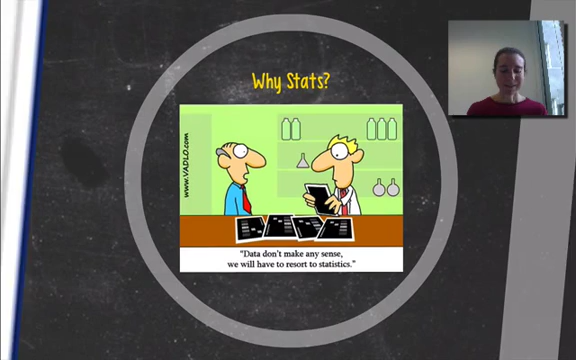 Why Stats?
www.VADLO.com
"Data don't make any sense,
we will have to resort to statistics."